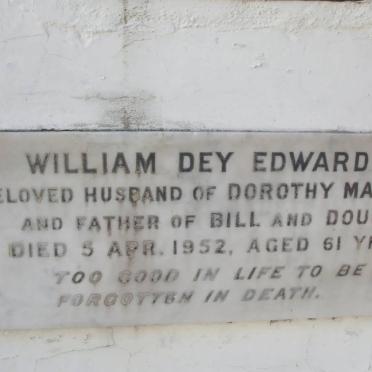 WILLIAM DEY EDWARD
ELOVED HUSBAND OF DOROTHY MA
AND FATHER OF BILL AND DOU
DIED 5 APR. 1952, AGED 61 Y
TOO GOOD IN LIFE TO BE
FORGOTTEN IN DEATH.